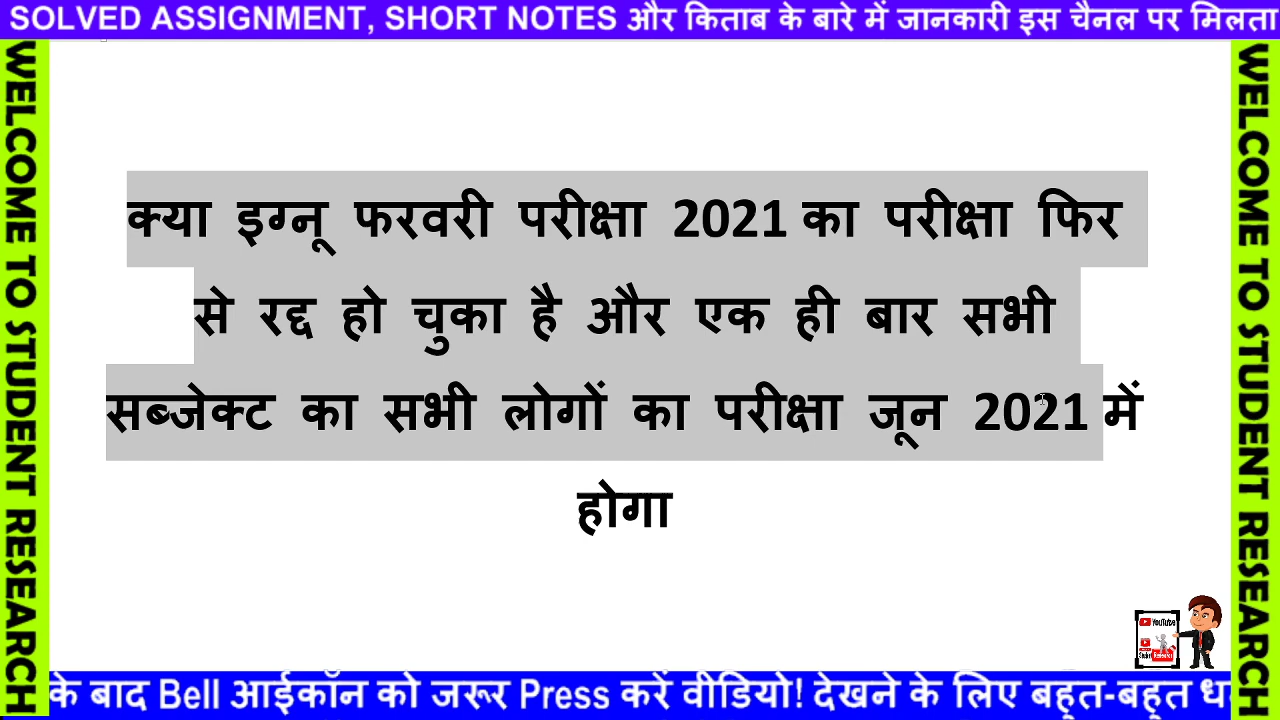 SOLVED ASSIGNMENT, SHORT NOTES और किताब के बारे में जानकारी इस चैनल पर मिलता
WELCOME TO STUDENT RESEARCH
क्या इग्नू फरवरी परीक्षा 2021 का परीक्षा फिर
से रद्द हो चुका है और एक ही बार सभी
सब्जेक्ट का सभी लोगों का परीक्षा जून 2021 में
होगा
WELCOME TO STUDENT RESEARCH
YouTube
Research
के बाद Bell आईकॉन को जरूर Press करें वीडियो! देखने के लिए बहुत-बहुत